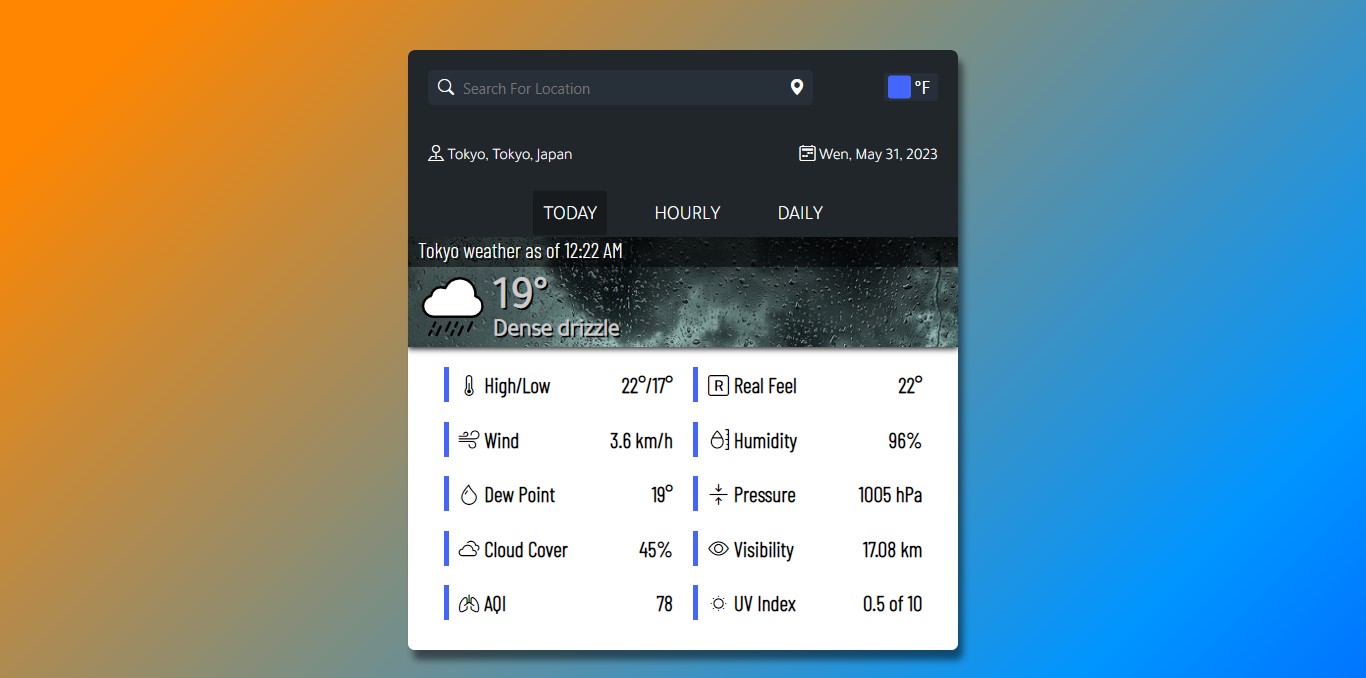 Search For Location
°F
Tokyo, Tokyo, Japan
Wen, May 31, 2023
TODAY HOURLY DAILY
Tokyo weather as of 12:22 AM
19°
Dense drizzle
High/Low 22°/17° R Real Feel 22°
Wind 3.6 km/h Humidity 96%
Dew Point 19° Pressure 1005 hPa
Cloud Cover 45% Visibility 17.08 km
AQI 78 UV Index 0.5 of 10